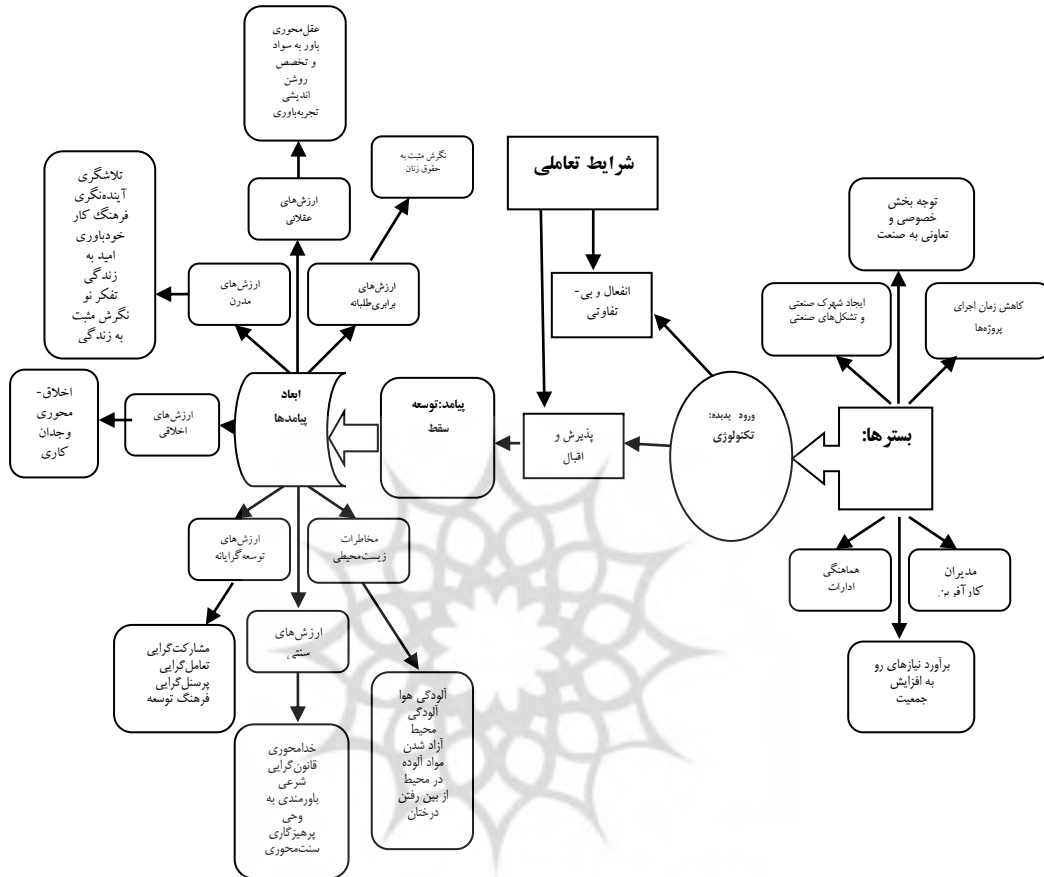 عقل‌محوری
باور به سواد
و تخصص
روشن
اندیشی
تجربه‌باوری
نگرش مثبت به
حقوق زنان
شرایط تعاملی
توجه بخش
خصوصی و
تعاونی به صنعت
تلاشگری
آینده‌نگری
فرهنگ کار
خودباوری
امید به
زندگی
تفکر نو
نگرش مثبت
به زندگی
ارزش‌های
عقلانی
ارزش‌های
مدرن
ارزش‌های
برابری‌طلبانه
انفعال و بی-
تفاوتی
ایجاد شهرک صنعتی
و تشکل‌های صنعتی
کاهش زمان اجرای
پروژه‌ها
اخلاق-
محوری
وجدان
کاری
ارزش‌های
اخلاقی
ابعاد
پیامدها
پیامد:توسعه
سقط
پذیرش و
اقبال
ورود پدیده:
تکنولوژی
بسترها:
ارزش‌های
توسعه‌گرایانه
مخاطرات
زیست‌محیطی
هماهنگی
ادارات
مدیران
کارآفرین
مشارکت‌گرایی
تعامل‌گرایی
پرسنل‌گرایی
فرهنگ توسعه
ارزش‌های
سنتی
برآورد نیازهای رو
به افزایش
جمعیت
آلودگی هوا
آلودگی
محیط
آزاد شدن
مواد آلوده
در محیط
از بین رفتن
درختان
خدامحوری
قانون‌گرایی
شرعی
باورمندی به
وحی
پرهیزگاری
سنت‌محوری